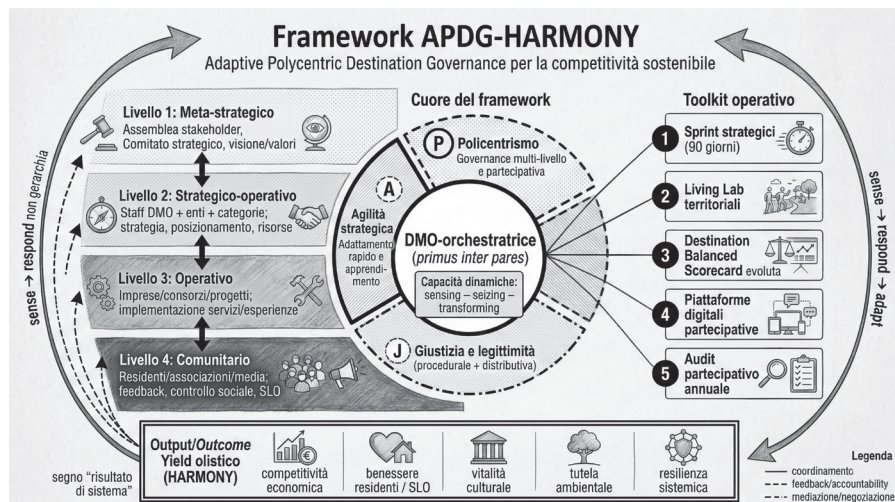 Framework APDG-HARMONY
Adaptive Polycentric Destination Governance per la competitività sostenibile
sense → respond non gerarchia
Livello 1: Meta-strategico
Assemblea stakeholder,
Comitato strategico, visione/valori
Livello 2: Strategico-operativo
Staff DMO + enti + categorie;
strategia, posizionamento, risorse
Livello 3: Operativo
Imprese/consorzi/progetti;
implementazione servizi/esperienze
Livello 4: Comunitario
Residenti/associazioni/media;
feedback, controllo sociale, SLO
Cuore del framework
P
Policentrismo
Governance multi-livello
e partecipativa
A
Agilità
strategica
Adattamento
rapido e
apprendi-
mento
DMO-orchestratrice
(primus inter pares)
Capacità dinamiche:
sensing – seizing –
transforming
J
Giustizia e legittimità
(procedurale + distributiva)
Toolkit operativo
1
Sprint strategici
(90 giorni)
2
Living Lab
territoriali
3
Destination
Balanced
Scorecard evoluta
4
Piattaforme
digitali
partecipative
5
Audit
partecipativo
annuale
sense → respond → adapt
segno "risultato
di sistema"
Output/Outcome
Yield olistico
(HARMONY)
€
competitività
economica
benessere
residenti / SLO
vitalità
culturale
tutela
ambientale
resilienza
sistemica
Legenda
coordinamento
feedback/accountability
mediazione/negoziazione